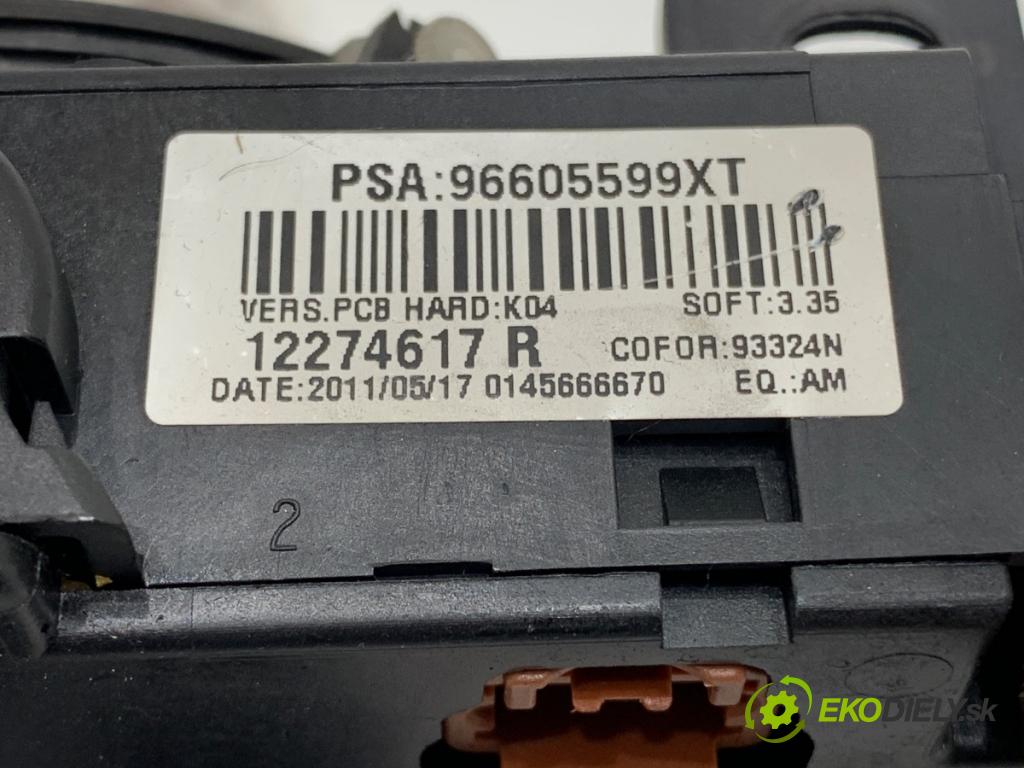 PSA:96605599XT
VERS.PCB HARD:K04 SOFT:3.35
12274617 R COFOR:93324N
DATE:2011/05/17 0145666670 EQ.:AM
2
EKODIELY.sk